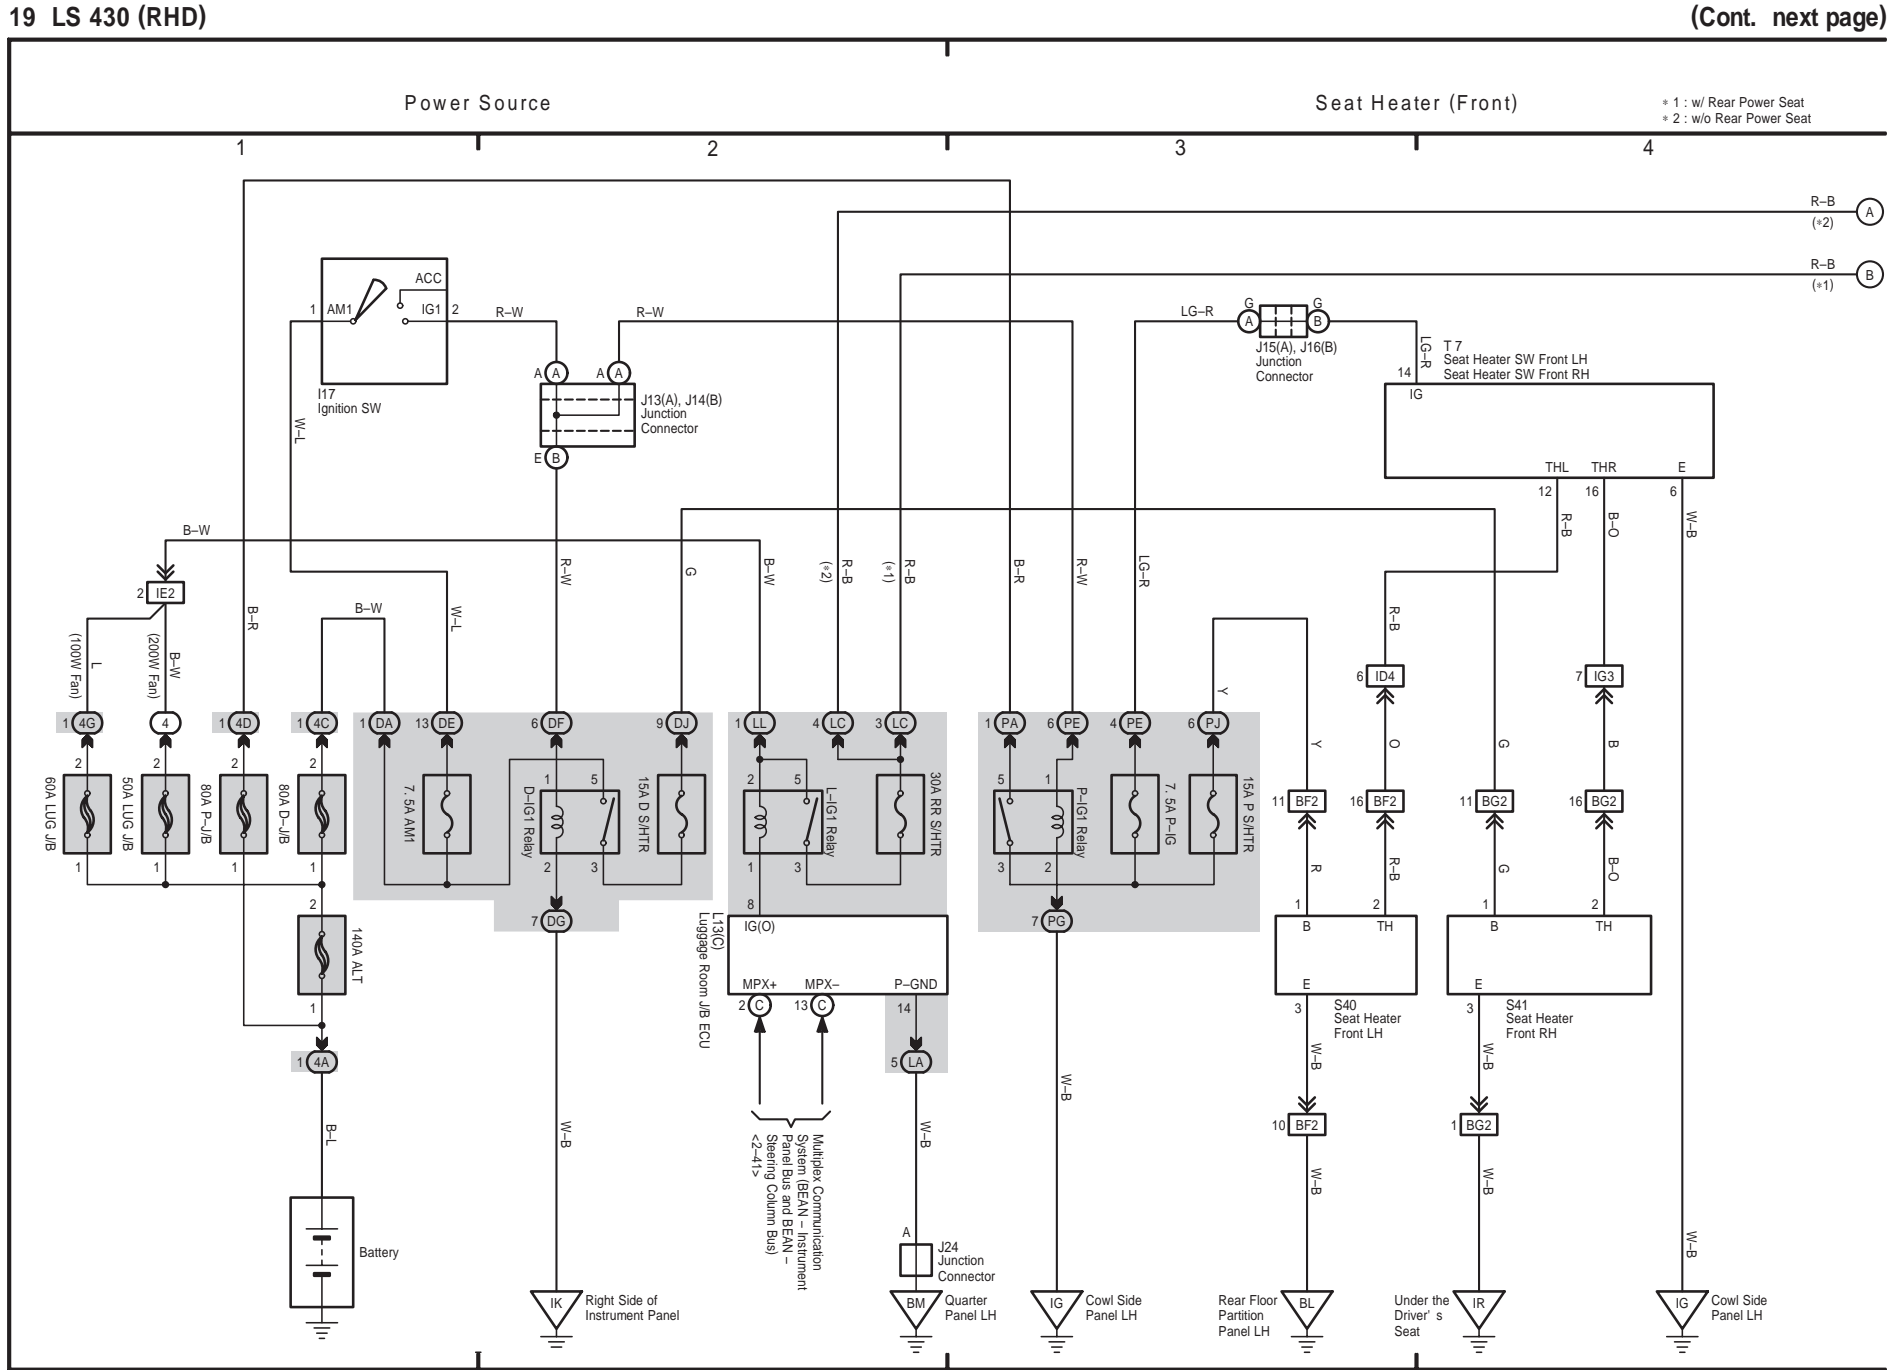 19 LS 430 (RHD)
(Cont. next page)
Power Source
Seat Heater (Front)
∗ 1 : w/ Rear Power Seat
∗ 2 : w/o Rear Power Seat
1
2
3
4
R–B
(∗2)
A
R–B
(∗1)
B
ACC
1
AM1
IG1
2
I17
Ignition SW
R–W
R–W
A
A
A
A
J13(A), J14(B)
Junction
Connector
E
B
W–L
LG–R
G
A
G
B
J15(A), J16(B)
Junction
Connector
LG–R
T 7
Seat Heater SW Front LH
Seat Heater SW Front RH
14
IG
THL
THR
E
12
16
6
R–B
B–O
W–B
B–W
2
IE2
L
(100W Fan)
B–W
(200W Fan)
B–R
B–W
W–L
R–W
G
B–W
R–B
(∗2)
R–B
(∗1)
B–R
R–W
LG–R
Y
R–B
6
ID4
7
IG3
1
4G
4
1
4D
1
4C
1
DA
13
DE
6
DF
9
DJ
1
LL
4
LC
3
LC
1
PA
6
PE
4
PE
6
PJ
Y
O
G
B
2
60A LUG J/B
1
2
50A LUG J/B
1
2
80A P–J/B
1
2
80A D–J/B
1
7. 5A AM1
1
5
D–IG1 Relay
2
3
15A D S/HTR
2
5
L–IG1 Relay
1
3
30A RR S/HTR
5
1
P–IG1 Relay
3
2
7. 5A P–IG
15A P S/HTR
11
BF2
16
BF2
11
BG2
16
BG2
R
R–B
G
B–O
2
140A ALT
1
1
4A
7
DG
8
IG(O)
MPX+
MPX–
P–GND
L13(C)
Luggage Room J/B ECU
2
C
13
C
14
5
LA
7
PG
1
B
2
TH
E
3
S40
Seat Heater
Front LH
1
B
2
TH
E
3
S41
Seat Heater
Front RH
B–L
W–B
Multiplex Communication
System (BEAN – Instrument
Panel Bus and BEAN –
Steering Column Bus)
<2–41>
W–B
W–B
W–B
10
BF2
W–B
W–B
1
BG2
W–B
W–B
Battery
A
J24
Junction
Connector
IK
Right Side of
Instrument Panel
BM
Quarter
Panel LH
IG
Cowl Side
Panel LH
Rear Floor
Partition
Panel LH
BL
Under the
Driver' s
Seat
IR
IG
Cowl Side
Panel LH